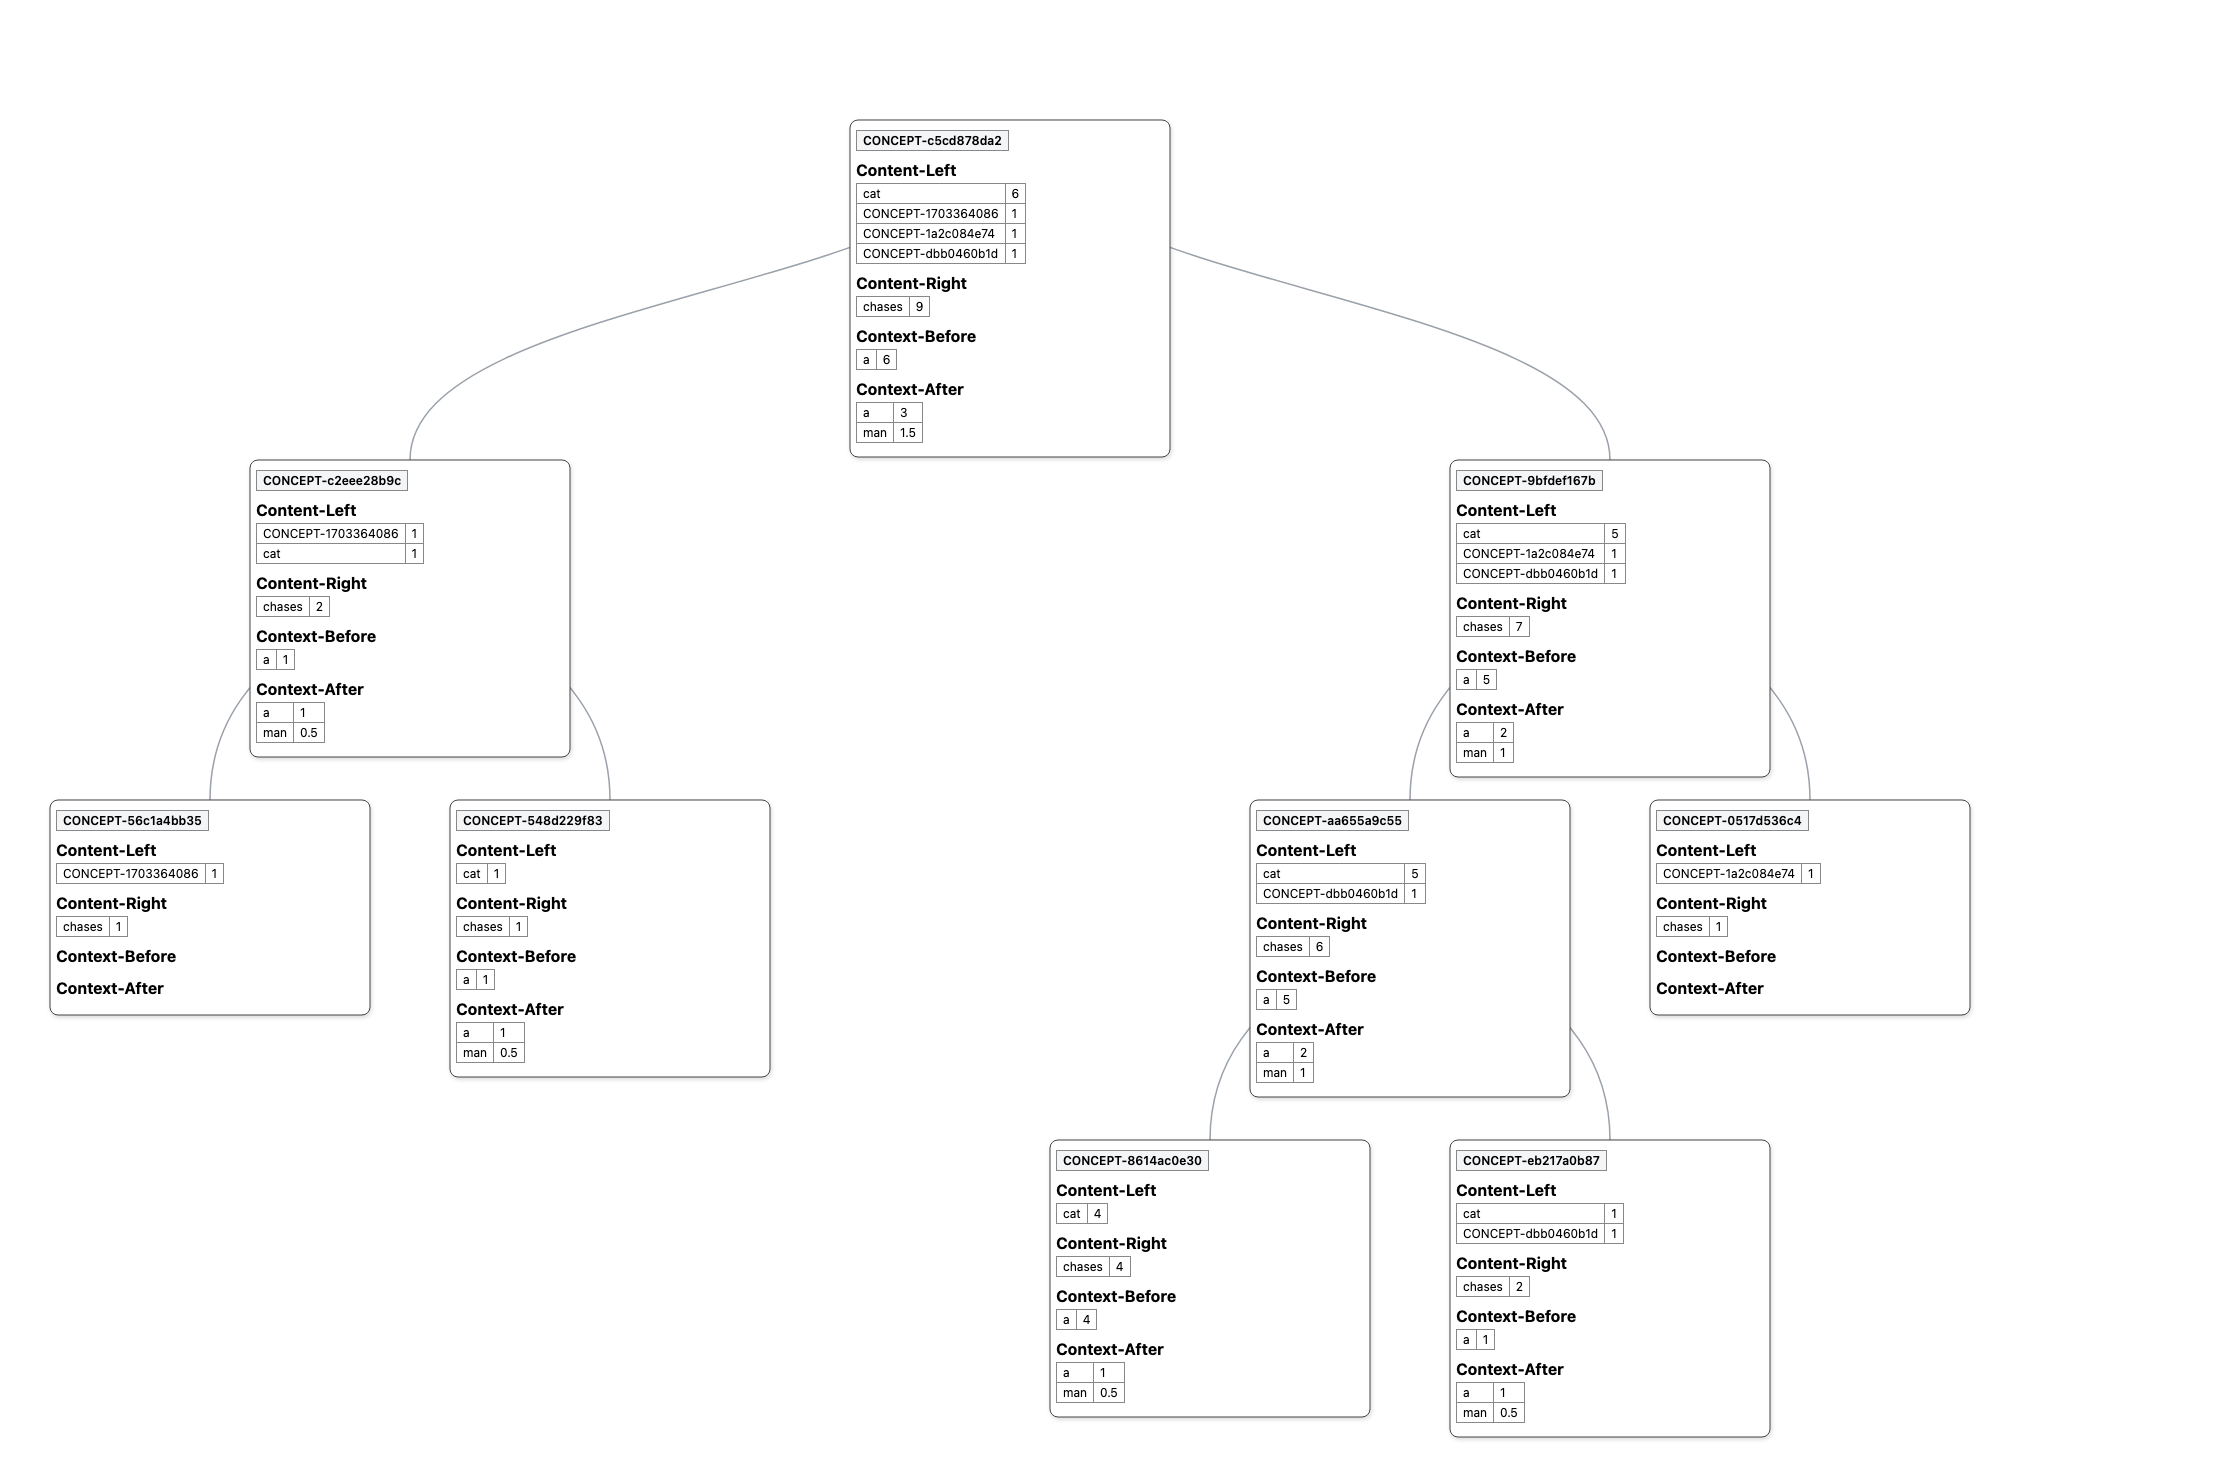 CONCEPT-c5cd878da2
Content-Left
cat 6
CONCEPT-1703364086 1
CONCEPT-1a2c084e74 1
CONCEPT-dbb0460b1d 1
Content-Right
chases 9
Context-Before
a 6
Context-After
a 3
man 1.5
CONCEPT-c2eee28b9c
Content-Left
CONCEPT-1703364086 1
cat 1
Content-Right
chases 2
Context-Before
a 1
Context-After
a 1
man 0.5
CONCEPT-9bfdef167b
Content-Left
cat 5
CONCEPT-1a2c084e74 1
CONCEPT-dbb0460b1d 1
Content-Right
chases 7
Context-Before
a 5
Context-After
a 2
man 1
CONCEPT-56c1a4bb35
Content-Left
CONCEPT-1703364086 1
Content-Right
chases 1
Context-Before
Context-After
CONCEPT-548d229f83
Content-Left
cat 1
Content-Right
chases 1
Context-Before
a 1
Context-After
a 1
man 0.5
CONCEPT-aa655a9c55
Content-Left
cat 5
CONCEPT-dbb0460b1d 1
Content-Right
chases 6
Context-Before
a 5
Context-After
a 2
man 1
CONCEPT-0517d536c4
Content-Left
CONCEPT-1a2c084e74 1
Content-Right
chases 1
Context-Before
Context-After
CONCEPT-8614ac0e30
Content-Left
cat 4
Content-Right
chases 4
Context-Before
a 4
Context-After
a 1
man 0.5
CONCEPT-eb217a0b87
Content-Left
cat 1
CONCEPT-dbb0460b1d 1
Content-Right
chases 2
Context-Before
a 1
Context-After
a 1
man 0.5